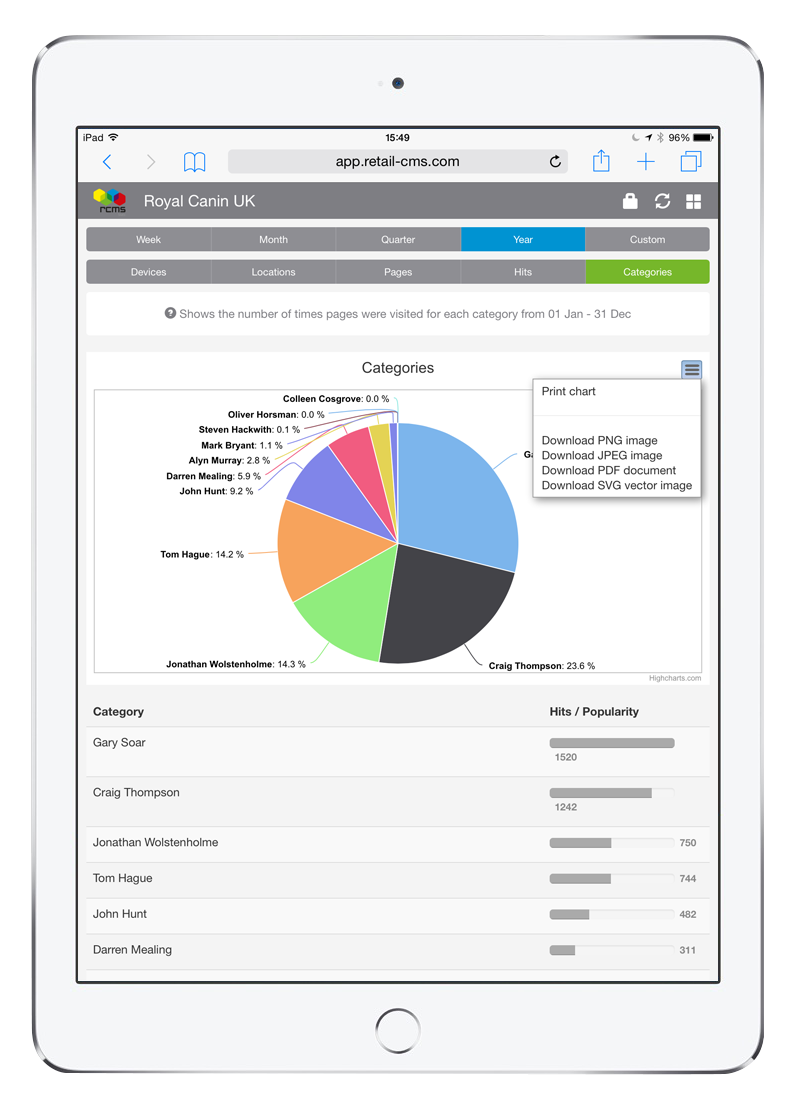 iPad 15:49 96%
app.retail-cms.com
rcms Royal Canin UK
Week Month Quarter Year Custom
Devices Locations Pages Hits Categories
? Shows the number of times pages were visited for each category from 01 Jan - 31 Dec
Categories
Print chart
Download PNG image
Download JPEG image
Download PDF document
Download SVG vector image
Colleen Cosgrove: 0.0 %
Oliver Horsman: 0.0 %
Steven Hackwith: 0.1 %
Mark Bryant: 1.1 %
Alyn Murray: 2.8 %
Darren Mealing: 5.9 %
John Hunt: 9.2 %
Tom Hague: 14.2 %
Jonathan Wolstenholme: 14.3 %
Craig Thompson: 23.6 %
Highcharts.com
Category Hits / Popularity
Gary Soar 1520
Craig Thompson 1242
Jonathan Wolstenholme 750
Tom Hague 744
John Hunt 482
Darren Mealing 311